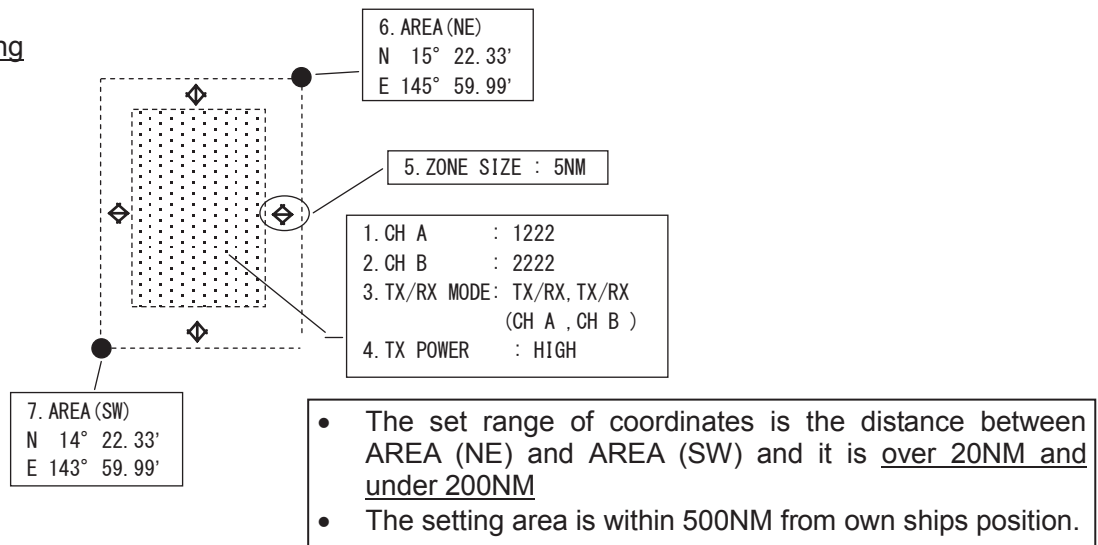 ng
6. AREA(NE)
N 15° 22.33'
E 145° 59.99'
5. ZONE SIZE : 5NM
1. CH A : 1222
2. CH B : 2222
3. TX/RX MODE: TX/RX, TX/RX
(CH A , CH B )
4. TX POWER : HIGH
7. AREA(SW)
N 14° 22.33'
E 143° 59.99'
• The set range of coordinates is the distance between
AREA (NE) and AREA (SW) and it is over 20NM and
under 200NM
• The setting area is within 500NM from own ships position.